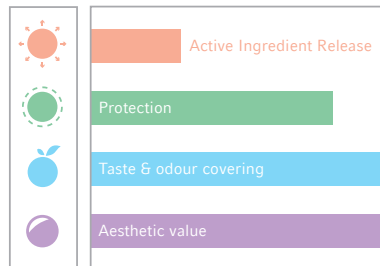 Active Ingredient Release
Protection
Taste & odour covering
Aesthetic value